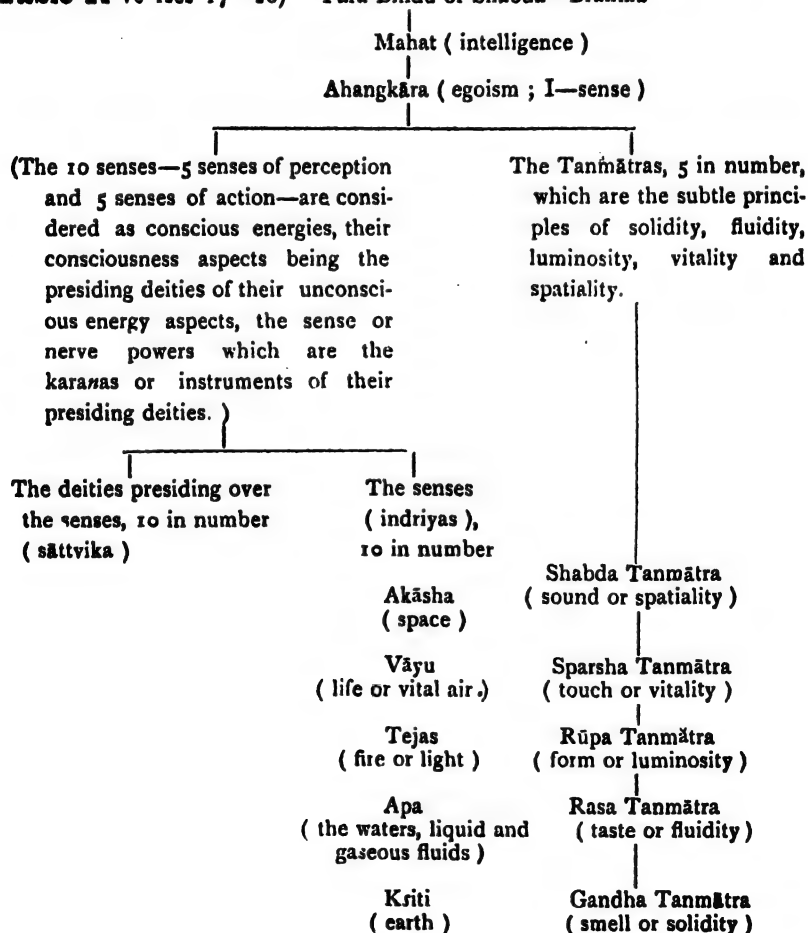 Mahat ( intelligence )
Ahangkāra ( egoism ; I—sense )
(The 10 senses—5 senses of perception
and 5 senses of action—are consi-
dered as conscious energies, their
consciousness aspects being the
presiding deities of their unconsci-
ous energy aspects, the sense or
nerve powers which are the
karanas or instruments of their
presiding deities. )
The Tanmātras, 5 in number,
which are the subtle princi-
ples of solidity, fluidity,
luminosity, vitality and
spatiality.
The deities presiding over
the senses, 10 in number
( sāttvika )
The senses
( indriyas ),
10 in number
Akāsha
( space )
Vāyu
( life or vital air.)
Tejas
( fire or light )
Apa
( the waters, liquid and
gaseous fluids )
Ksiti
( earth )
Shabda Tanmātra
( sound or spatiality )
Sparsha Tanmātra
( touch or vitality )
Rūpa Tanmātra
( form or luminosity )
Rasa Tanmātra
( taste or fluidity )
Gandha Tanmātra
( smell or solidity )